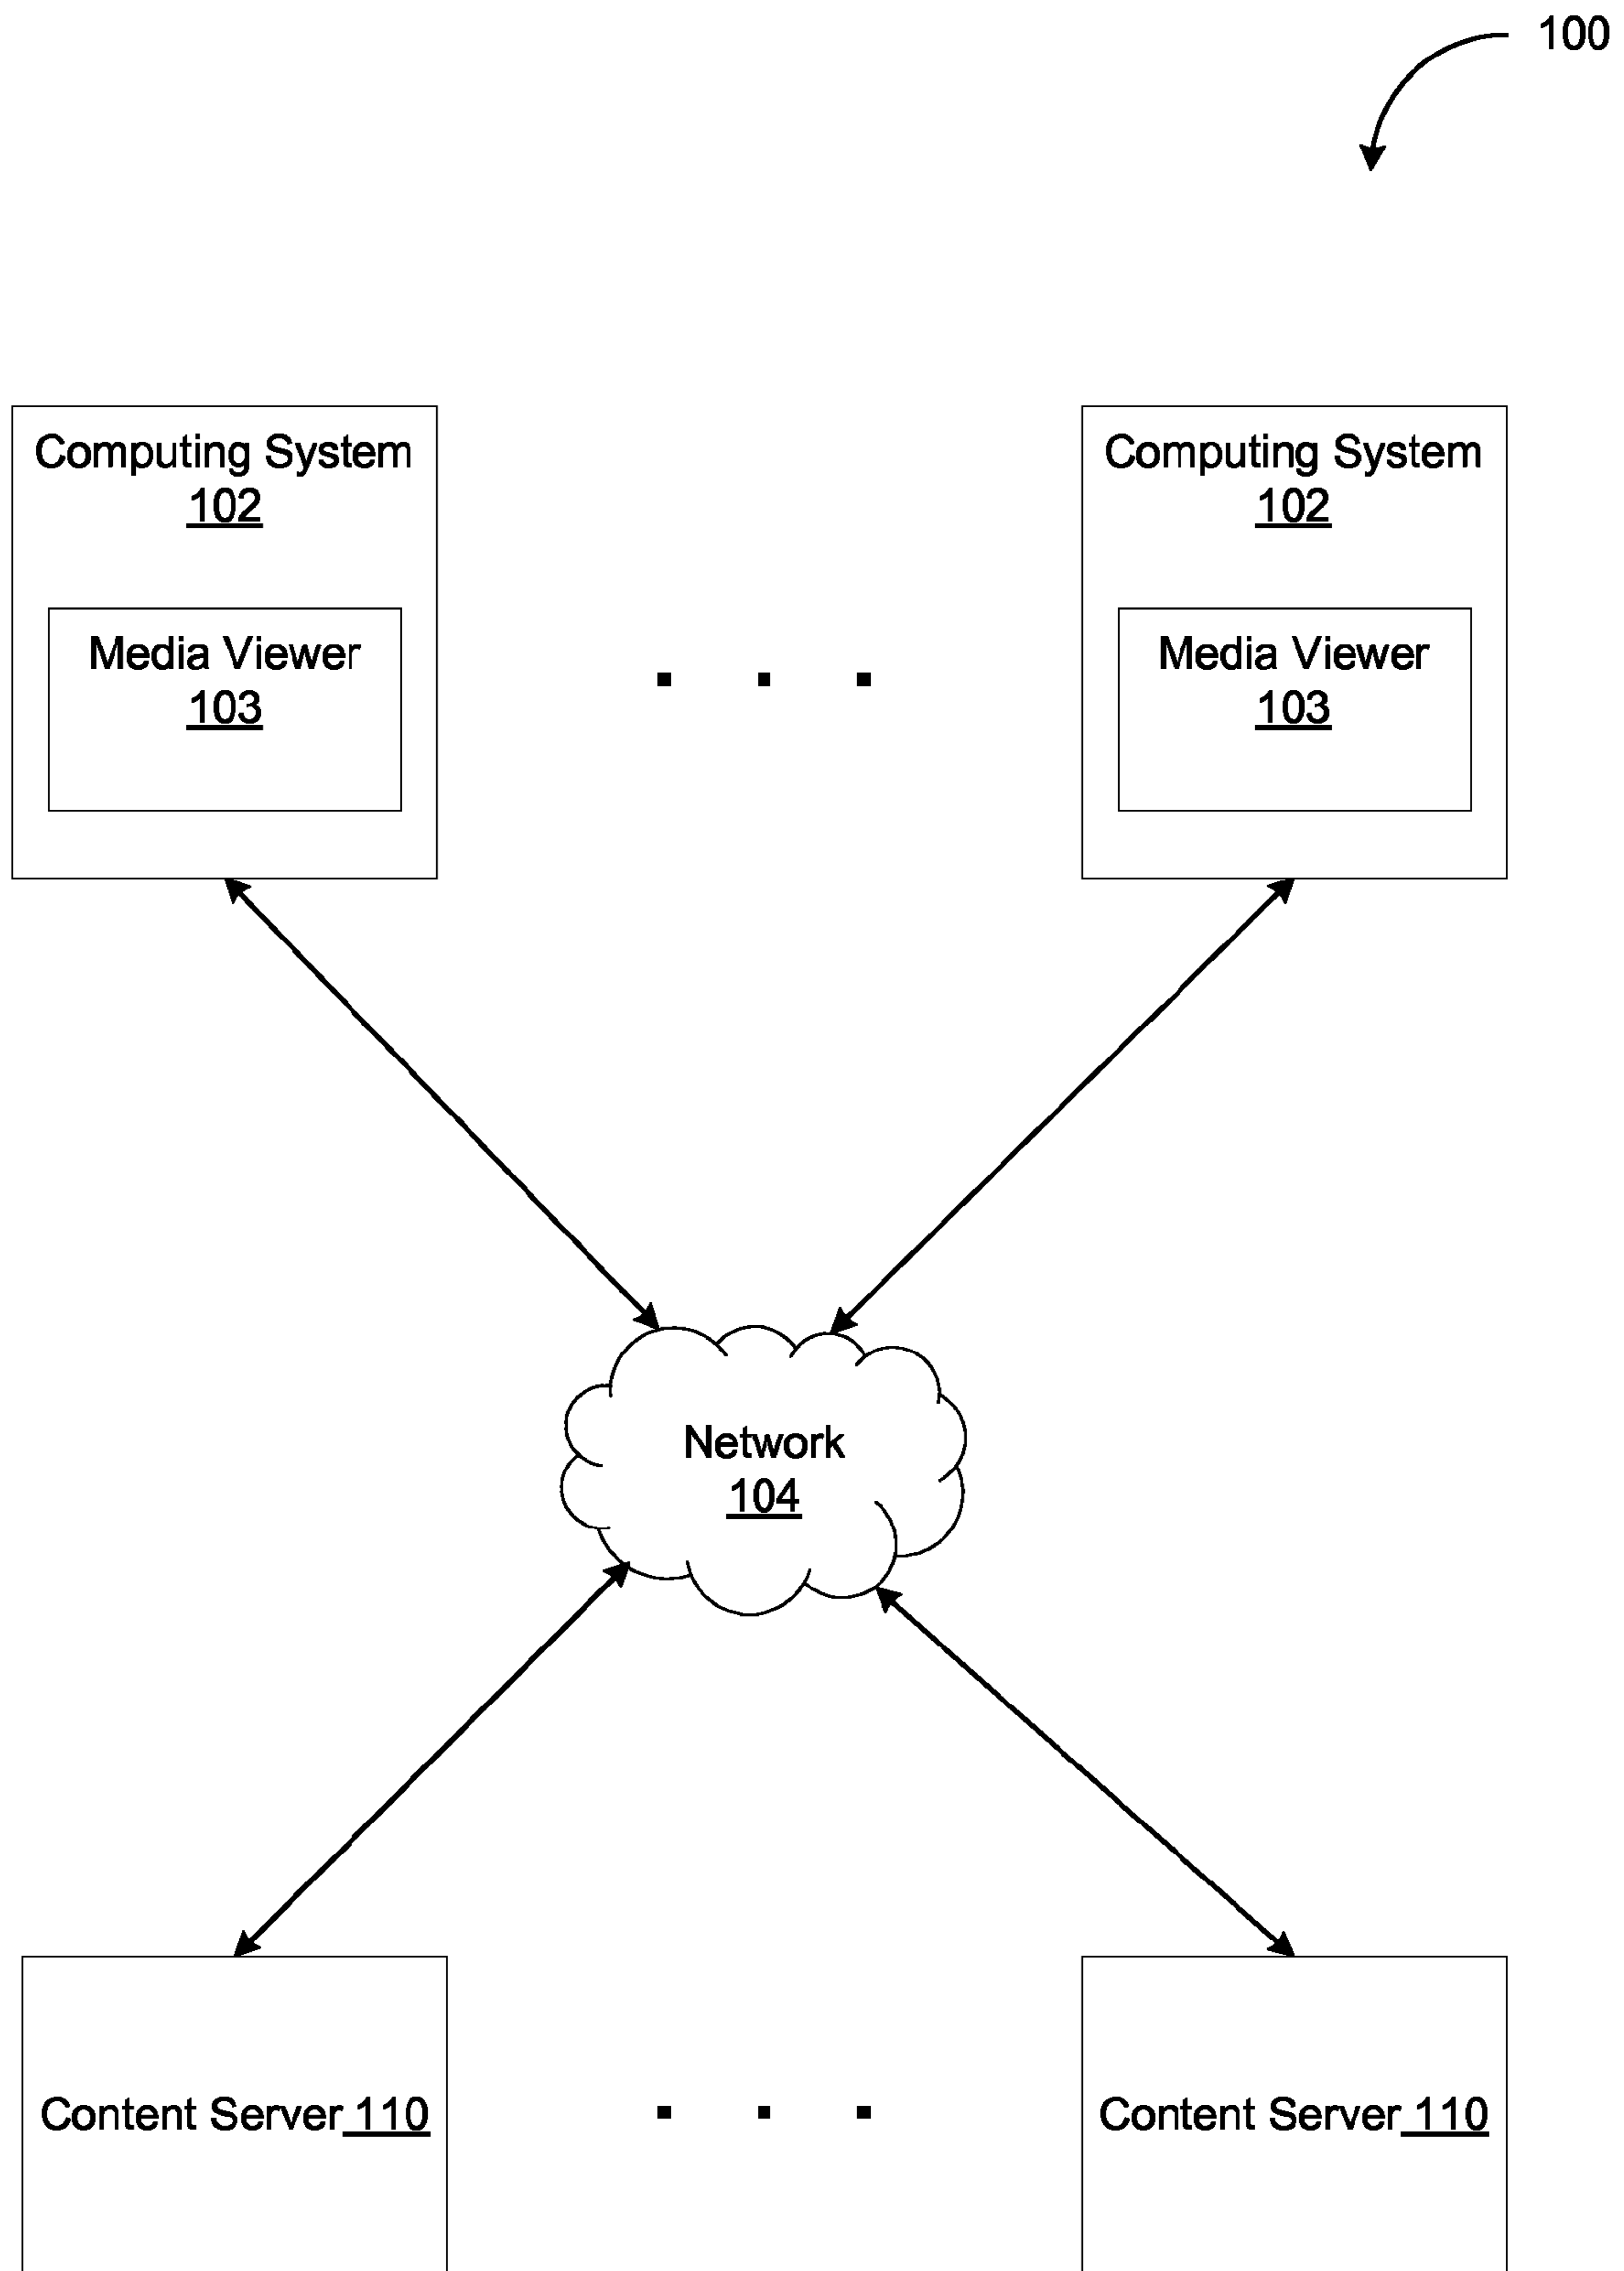 100
Computing System
102
Media Viewer
103
Computing System
102
Media Viewer
103
Network
104
Content Server 110
Content Server 110